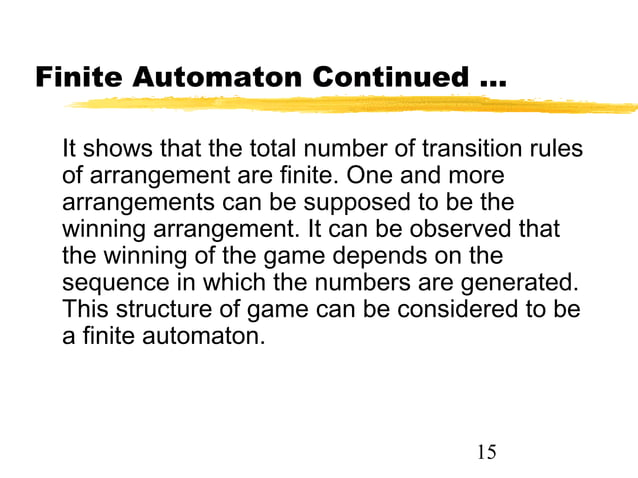 Finite Automaton Continued ...
It shows that the total number of transition rules
of arrangement are finite. One and more
arrangements can be supposed to be the
winning arrangement. It can be observed that
the winning of the game depends on the
sequence in which the numbers are generated.
This structure of game can be considered to be
a finite automaton.
15